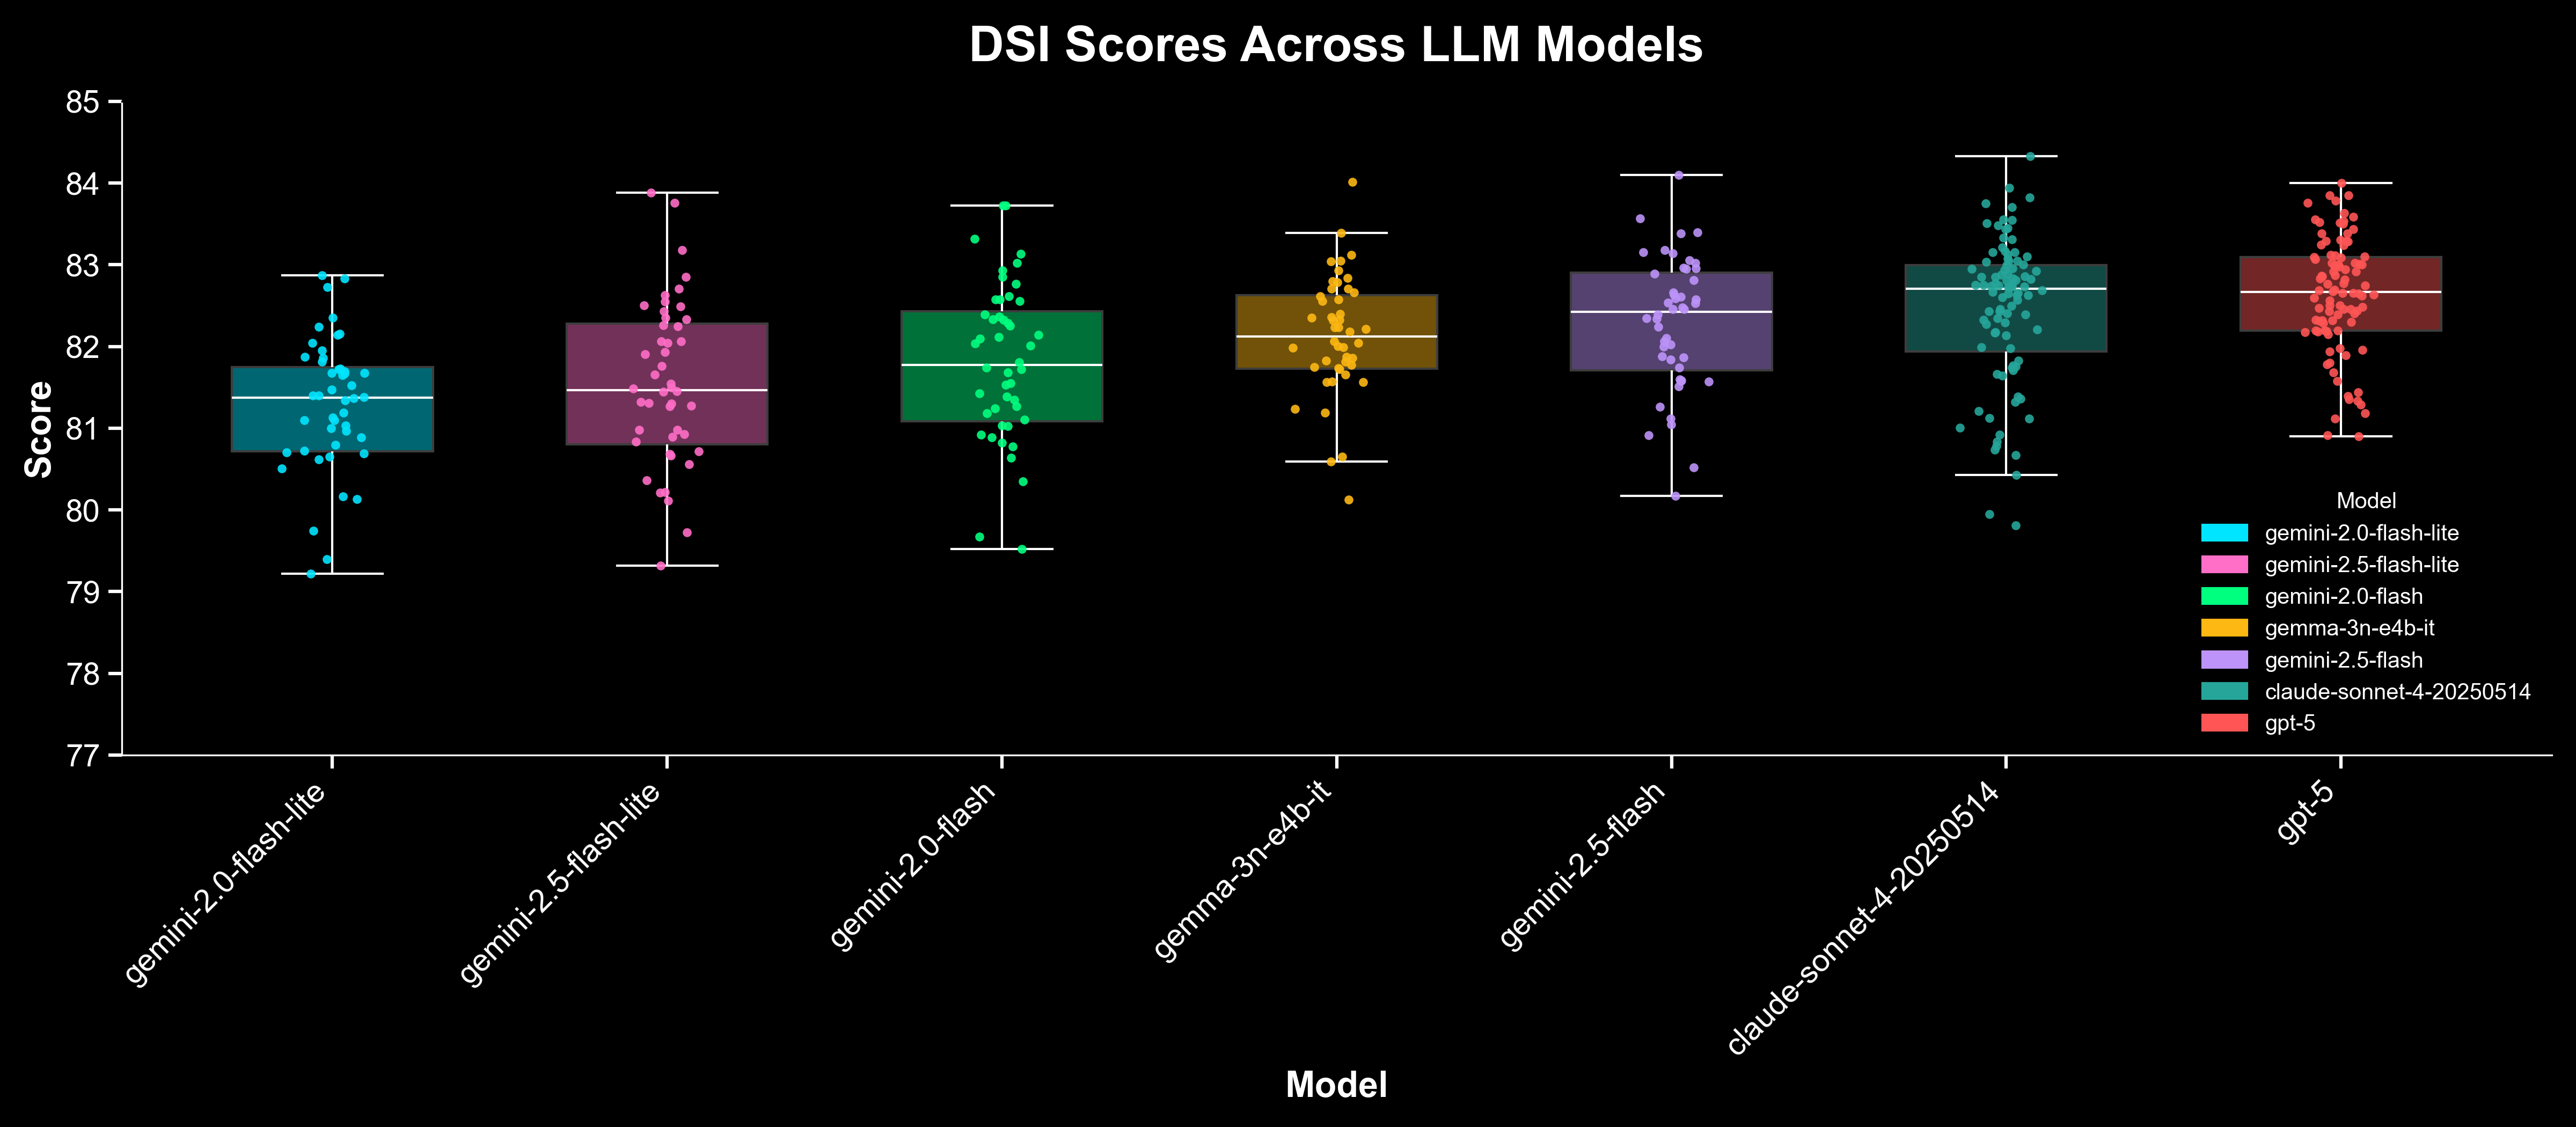 DSI Scores Across LLM Models
85
84
83
82
81
80
79
78
77
Score
gemini-2.0-flash-lite
gemini-2.5-flash-lite
gemini-2.0-flash
gemma-3n-e4b-it
gemini-2.5-flash
claude-sonnet-4-20250514
gpt-5
Model
Model
gemini-2.0-flash-lite
gemini-2.5-flash-lite
gemini-2.0-flash
gemma-3n-e4b-it
gemini-2.5-flash
claude-sonnet-4-20250514
gpt-5